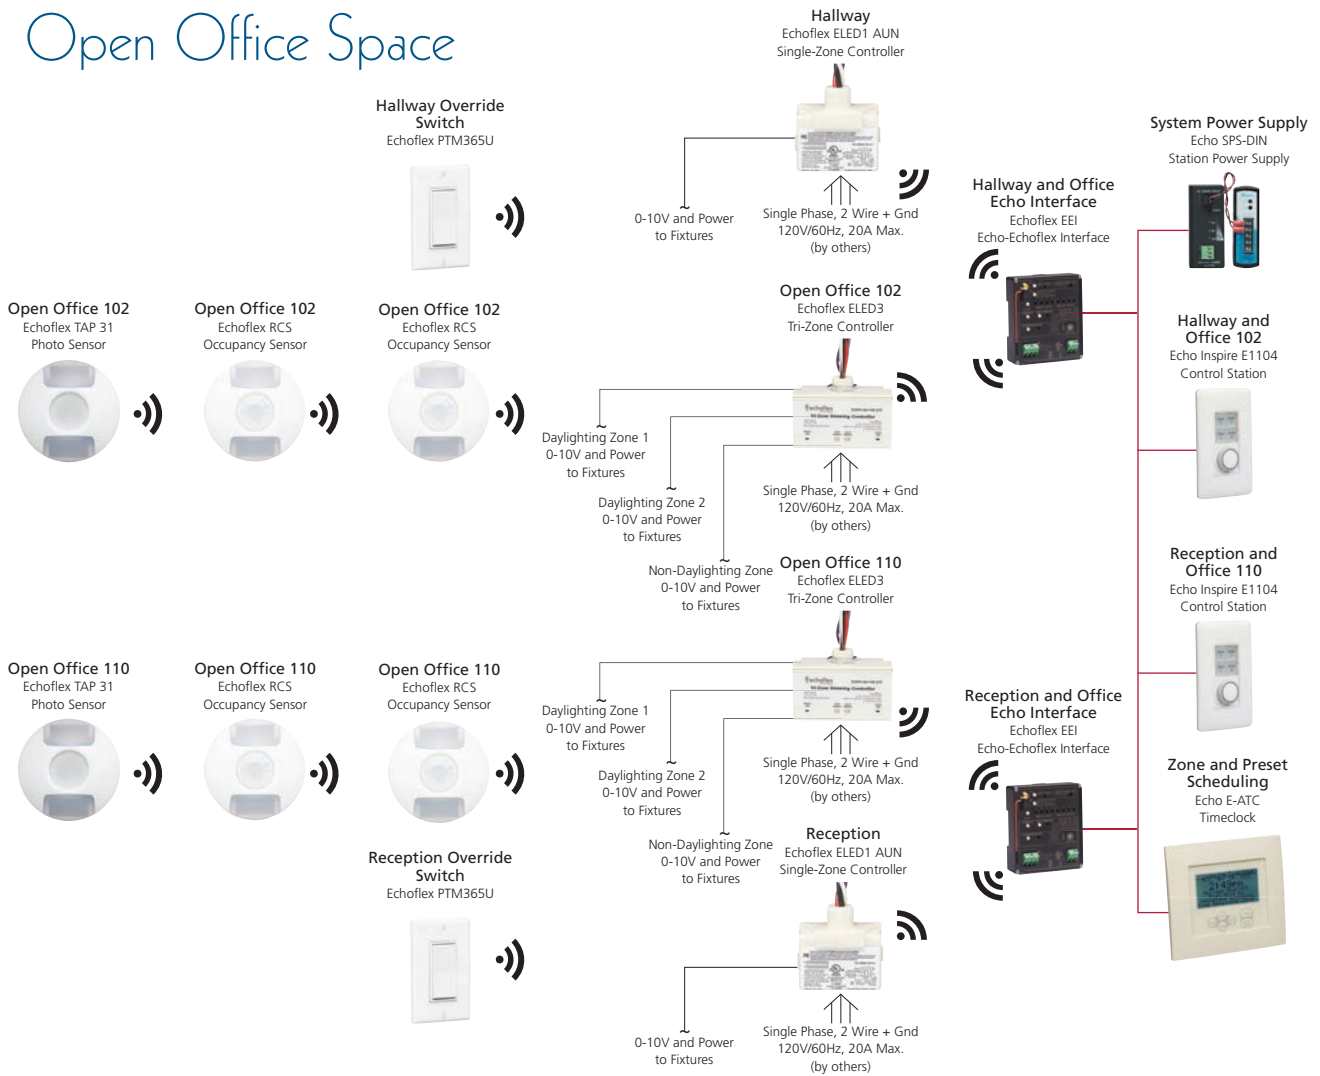 Open Office Space
Hallway
Echoflex ELED1 AUN
Single-Zone Controller
Hallway Override
Switch
Echoflex PTM365U
0-10V and Power
to Fixtures
Single Phase, 2 Wire + Gnd
120V/60Hz, 20A Max.
(by others)
Hallway and Office
Echo Interface
Echoflex EEI
Echo-Echoflex Interface
System Power Supply
Echo SPS-DIN
Station Power Supply
Open Office 102
Echoflex TAP 31
Photo Sensor
Open Office 102
Echoflex RCS
Occupancy Sensor
Open Office 102
Echoflex RCS
Occupancy Sensor
Open Office 102
Echoflex ELED3
Tri-Zone Controller
echoflex
Tri-Zone Dimming Controller
Daylighting Zone 1
0-10V and Power
to Fixtures
Daylighting Zone 2
0-10V and Power
to Fixtures
Non-Daylighting Zone
0-10V and Power
to Fixtures
Single Phase, 2 Wire + Gnd
120V/60Hz, 20A Max.
(by others)
Hallway and
Office 102
Echo Inspire E1104
Control Station
Reception and
Office 110
Echo Inspire E1104
Control Station
Open Office 110
Echoflex TAP 31
Photo Sensor
Open Office 110
Echoflex RCS
Occupancy Sensor
Open Office 110
Echoflex RCS
Occupancy Sensor
Open Office 110
Echoflex ELED3
Tri-Zone Controller
echoflex
Tri-Zone Dimming Controller
Daylighting Zone 1
0-10V and Power
to Fixtures
Daylighting Zone 2
0-10V and Power
to Fixtures
Non-Daylighting Zone
0-10V and Power
to Fixtures
Single Phase, 2 Wire + Gnd
120V/60Hz, 20A Max.
(by others)
Reception and Office
Echo Interface
Echoflex EEI
Echo-Echoflex Interface
Zone and Preset
Scheduling
Echo E-ATC
Timeclock
Reception Override
Switch
Echoflex PTM365U
Reception
Echoflex ELED1 AUN
Single-Zone Controller
0-10V and Power
to Fixtures
Single Phase, 2 Wire + Gnd
120V/60Hz, 20A Max.
(by others)